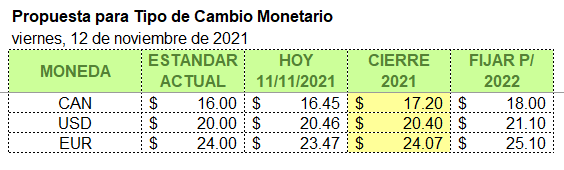 Propuesta para Tipo de Cambio Monetario
viernes, 12 de noviembre de 2021
MONEDA ESTANDAR ACTUAL HOY 11/11/2021 CIERRE 2021 FIJAR P/ 2022
CAN $ 16.00 $ 16.45 $ 17.20 $ 18.00
USD $ 20.00 $ 20.46 $ 20.40 $ 21.10
EUR $ 24.00 $ 23.47 $ 24.07 $ 25.10